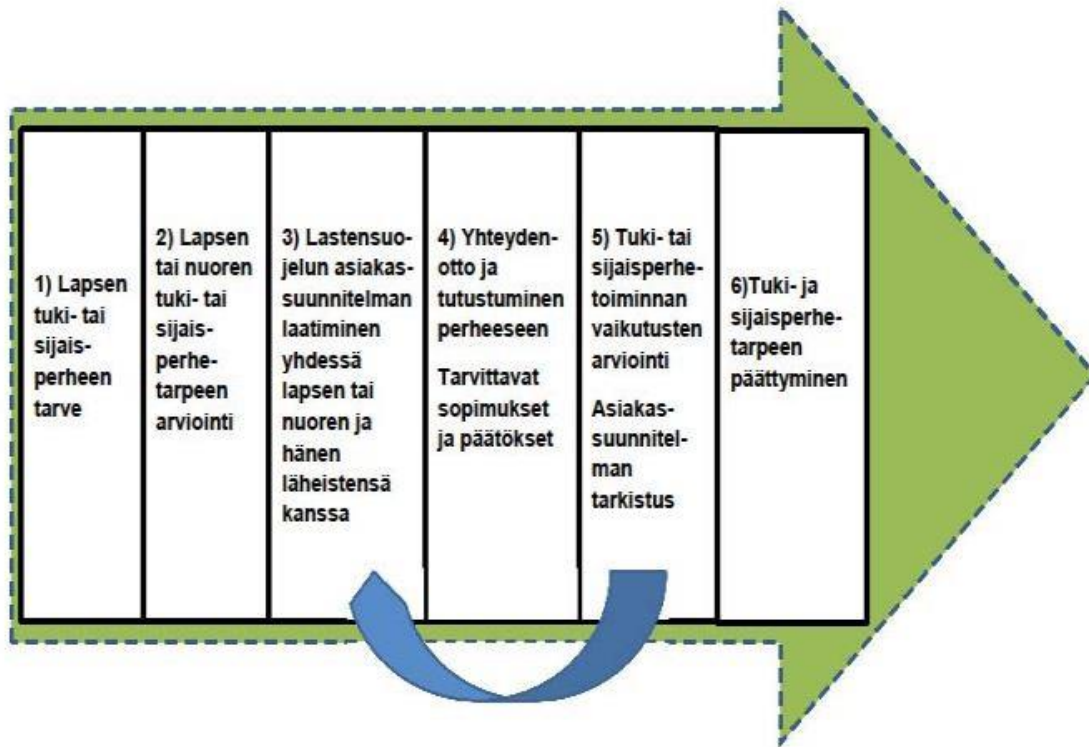 1) Lapsen
tuki- tai
sijais-
perheen
tarve
2) Lapsen
tai nuoren
tuki- tai
sijais-
perhe-
tarpeen
arviointi
3) Lastensuo-
jelun asiakas-
suunnitelman
laatiminen
yhdessä
lapsen tai
nuoren ja
hänen
läheistensä
kanssa
4) Yhteyden-
otto ja
tutustuminen
perheeseen
Tarvittavat
sopimukset
ja päätökset
5) Tuki- tai
sijaisperhe-
toiminnan
vaikutusten
arviointi
Asiakas-
suunnitel-
man
tarkistus
6)Tuki- ja
sijaisperhe-
tarpeen
päättyminen